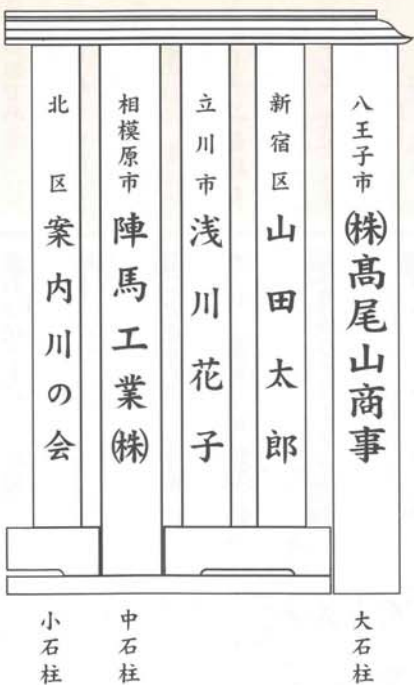 八王子市 ㈱髙尾山商事
新宿区 山田太郎
立川市 浅川花子
相模原市 陣馬工業㈱
北区 案内川の会
大石柱
中石柱
小石柱